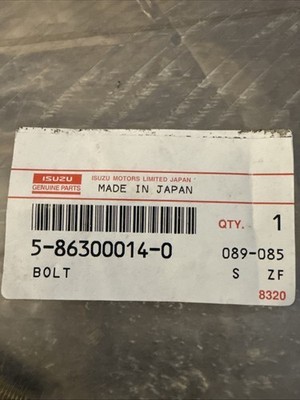 ISUZU
GENUINE PARTS
ISUZU MOTORS LIMITED JAPAN
MADE IN JAPAN
QTY. 1
5-86300014-0
089-085
BOLT
S ZF
8320